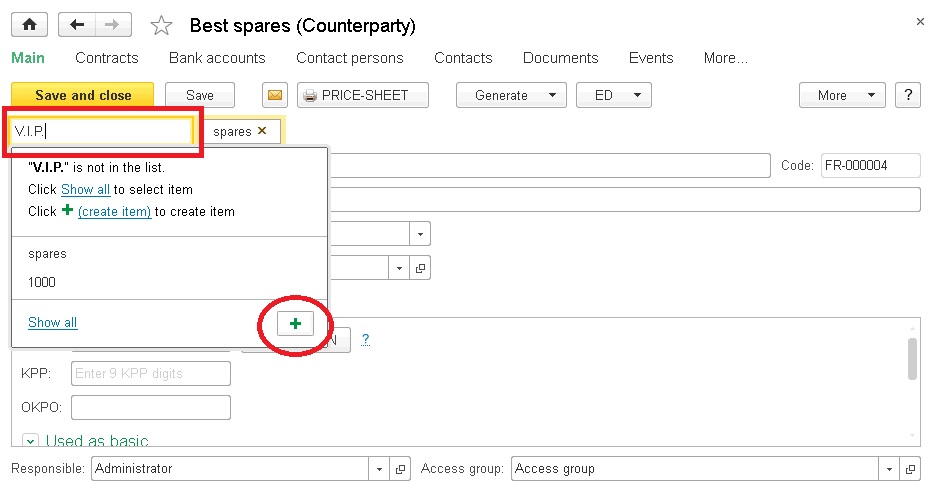 Best spares (Counterparty)
Main Contracts Bank accounts Contact persons Contacts Documents Events More...
Save and close Save PRICE-SHEET Generate ED More ?
V.I.P. spares
"V.I.P." is not in the list.
Code: FR-000004
Click Show all to select item
Click (create item) to create item
spares
1000
Show all
N ?
KPP: Enter 9 KPP digits
OKPO:
Used as basic
Responsible: Administrator Access group: Access group